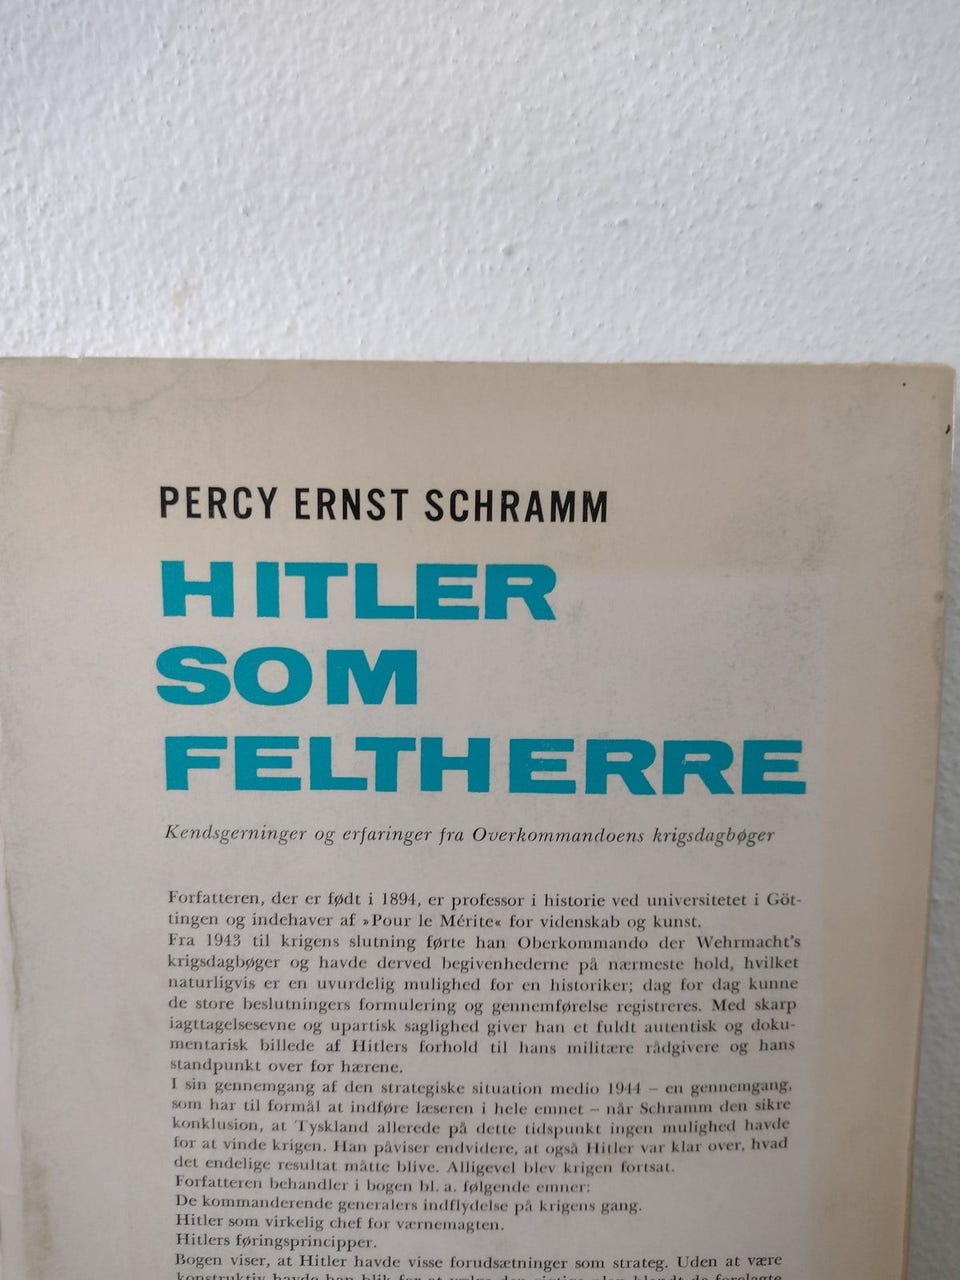 PERCY ERNST SCHRAMM
HITLER
SOM
FELTHERRE
Kendsgerninger og erfaringer fra Overkommandoens krigsdagbøger
Forfatteren, der er født i 1894, er professor i historie ved universitetet i Göt-
tingen og indehaver af »Pour le Mérite« for videnskab og kunst.
Fra 1943 til krigens slutning førte han Oberkommando der Wehrmacht's
krigsdagbøger og havde derved begivenhederne på nærmeste hold, hvilket
naturligvis er en uvurdelig mulighed for en historiker; dag for dag kunne
de store beslutningers formulering og gennemførelse registreres. Med skarp
iagttagelsesevne og upartisk saglighed giver han et fuldt autentisk og doku-
mentarisk billede af Hitlers forhold til hans militære rådgivere og hans
standpunkt over for hærene.
I sin gennemgang af den strategiske situation medio 1944 – en gennemgang,
som har til formål at indføre læseren i hele emnet – når Schramm den sikre
konklusion, at Tyskland allerede på dette tidspunkt ingen mulighed havde
for at vinde krigen. Han påviser endvidere, at også Hitler var klar over, hvad
det endelige resultat måtte blive. Alligevel blev krigen fortsat.
Forfatteren behandler i bogen bl. a. følgende emner:
De kommanderende generalers indflydelse på krigens gang.
Hitler som virkelig chef for værnemagten.
Hitlers føringsprincipper.
Bogen viser, at Hitler havde visse forudsætninger som strateg. Uden at være
konstruktiv havde han blik for at